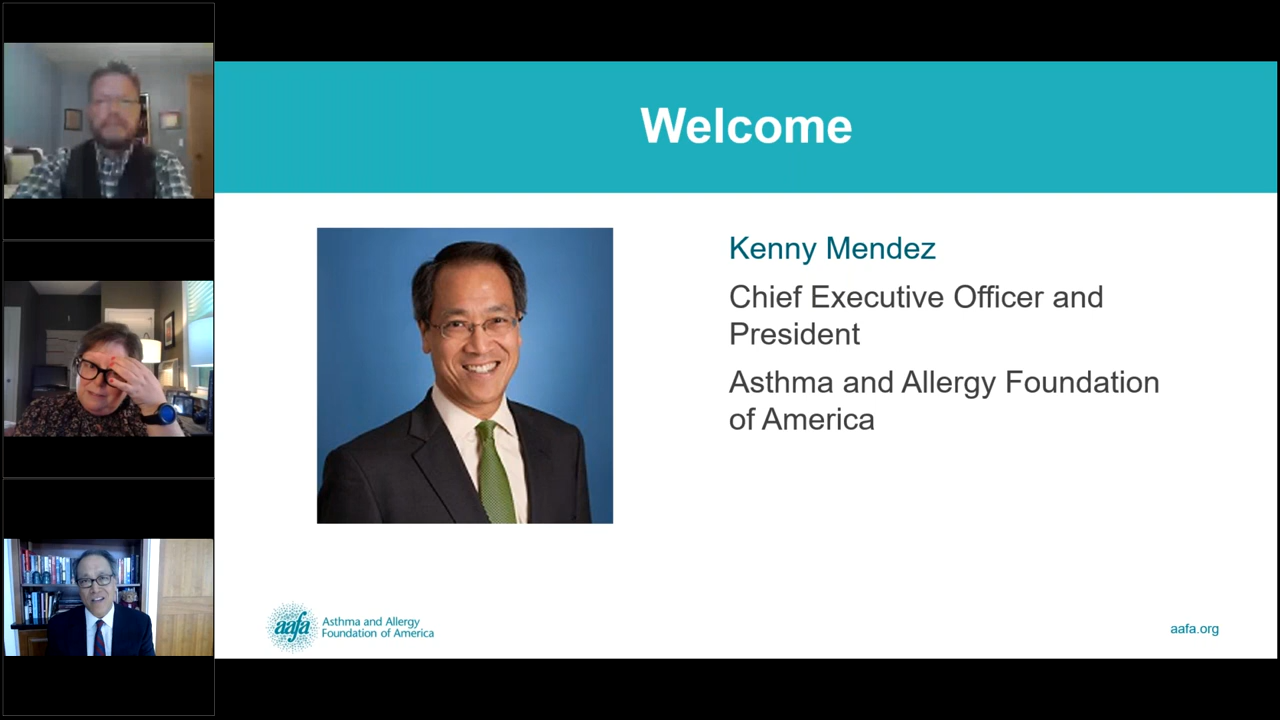 Welcome
Kenny Mendez
Chief Executive Officer and
President
Asthma and Allergy Foundation
of America
aafa
Asthma and Allergy
Foundation of America
aafa.org